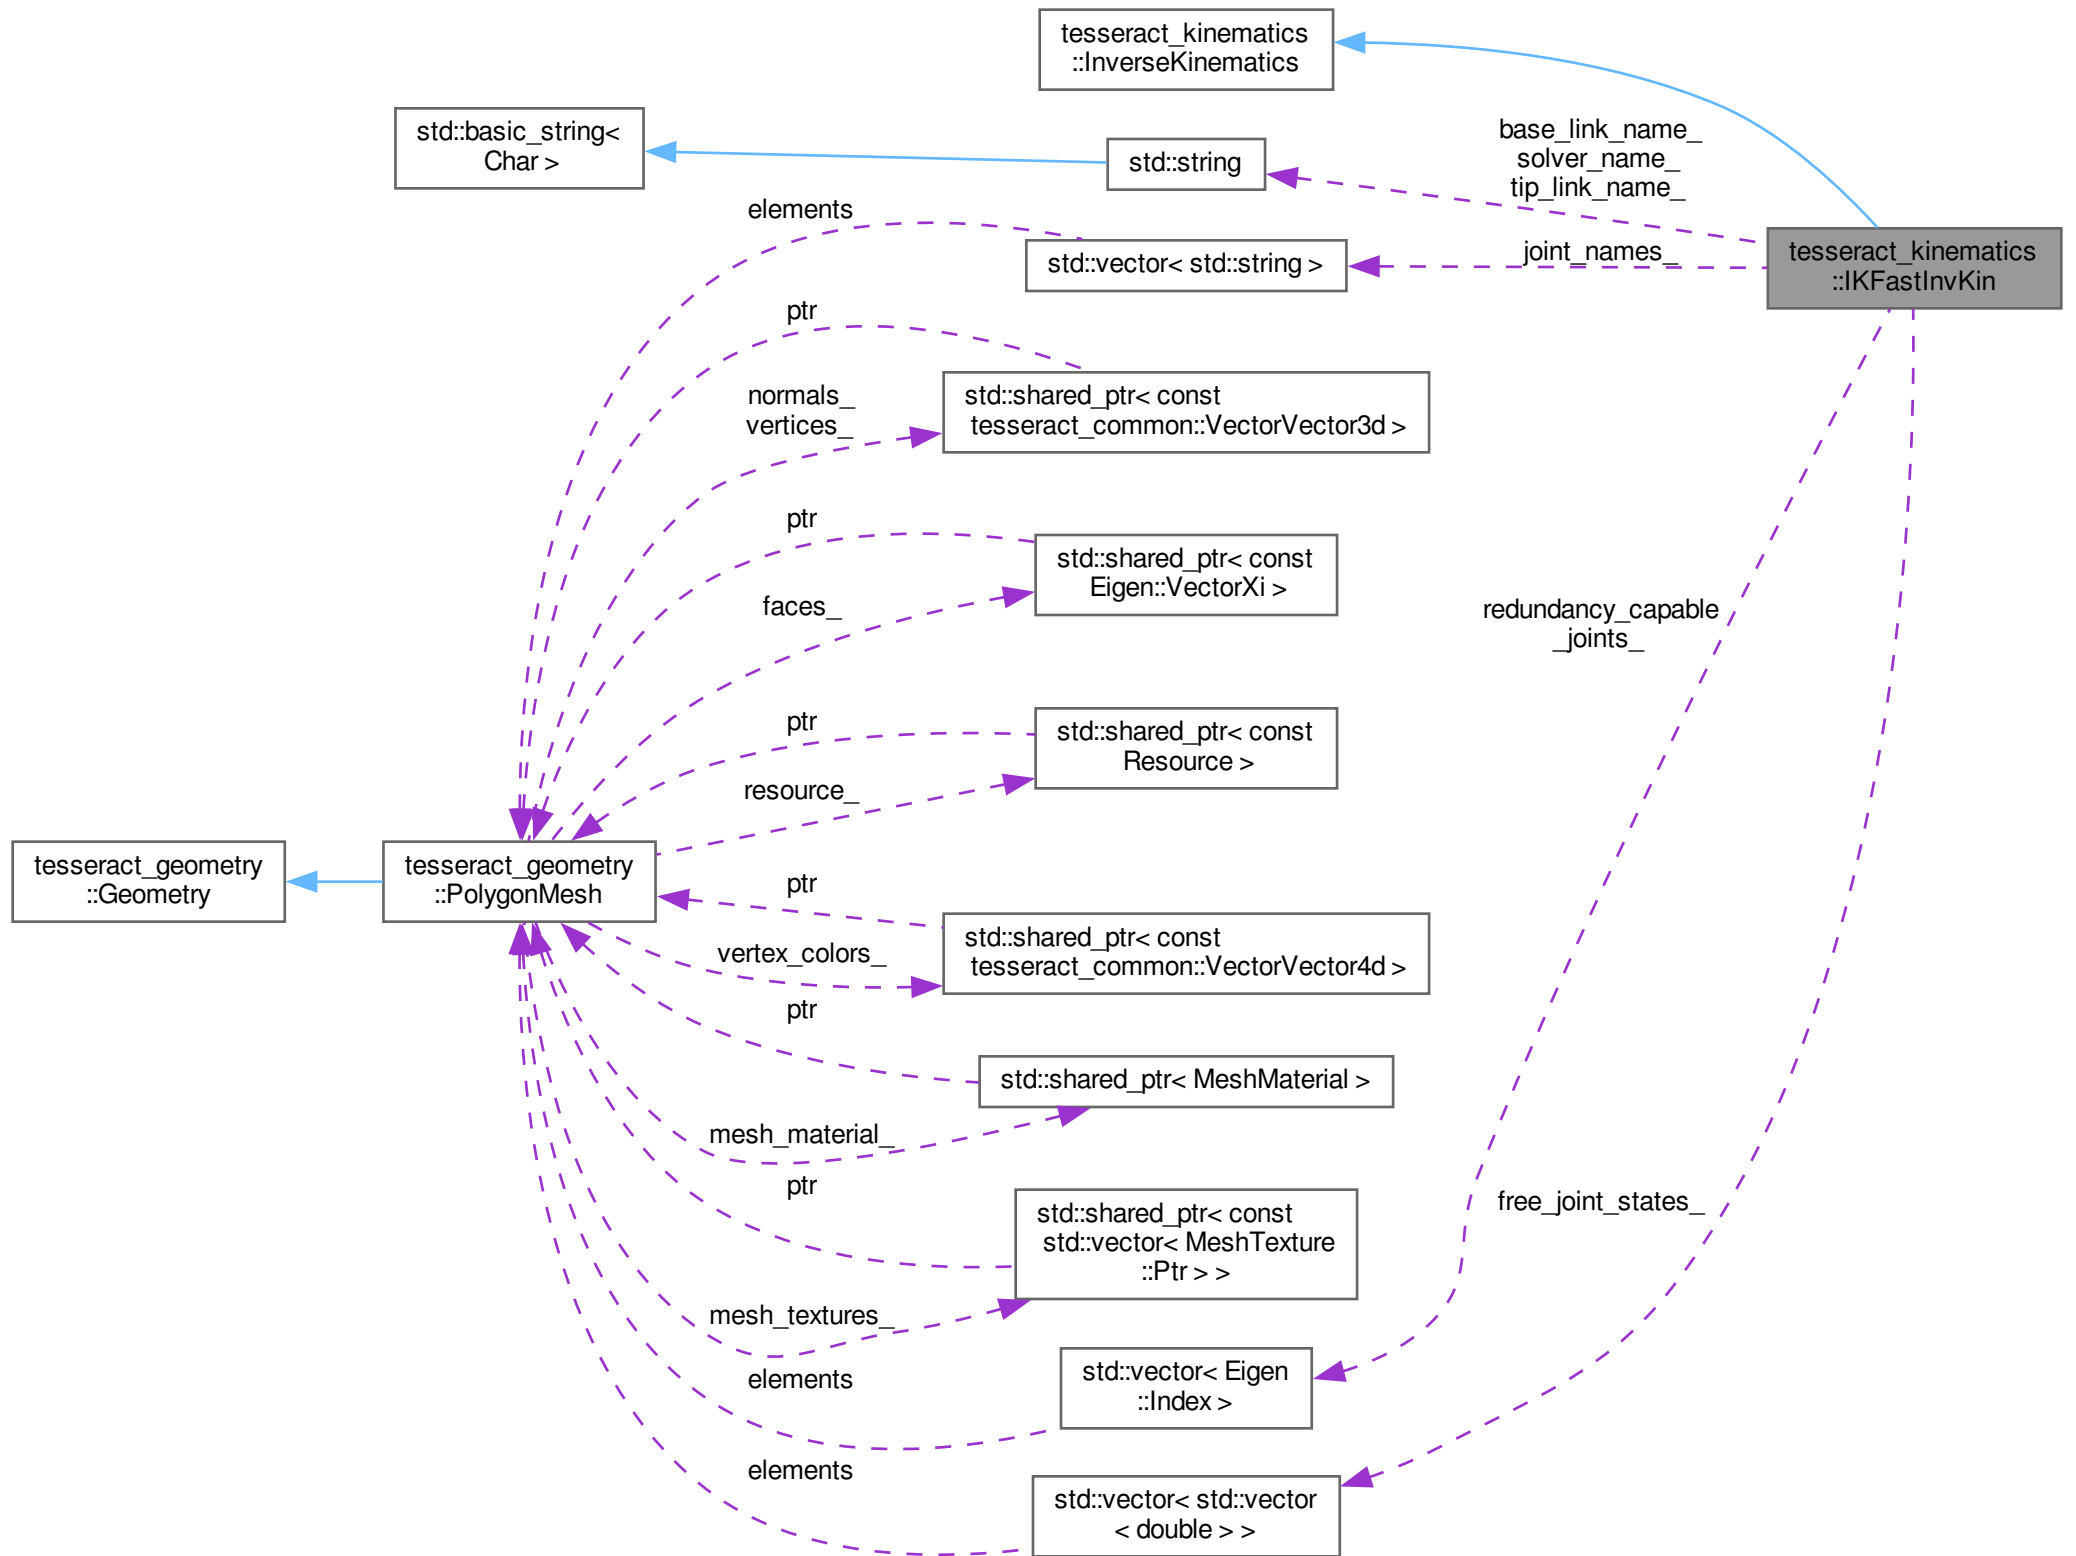 tesseract_kinematics
::InverseKinematics
std::basic_string<
Char >
std::string
base_link_name_
solver_name_
tip_link_name_
elements
std::vector< std::string >
joint_names_
tesseract_kinematics
::IKFastInvKin
ptr
normals_
vertices_
std::shared_ptr< const
tesseract_common::VectorVector3d >
ptr
std::shared_ptr< const
Eigen::VectorXi >
faces_
redundancy_capable
_joints_
ptr
std::shared_ptr< const
Resource >
resource_
tesseract_geometry
::Geometry
tesseract_geometry
::PolygonMesh
ptr
std::shared_ptr< const
tesseract_common::VectorVector4d >
vertex_colors_
ptr
std::shared_ptr< MeshMaterial >
mesh_material_
ptr
std::shared_ptr< const
std::vector< MeshTexture
::Ptr > >
free_joint_states_
mesh_textures_
elements
std::vector< Eigen
::Index >
elements
std::vector< std::vector
< double > >